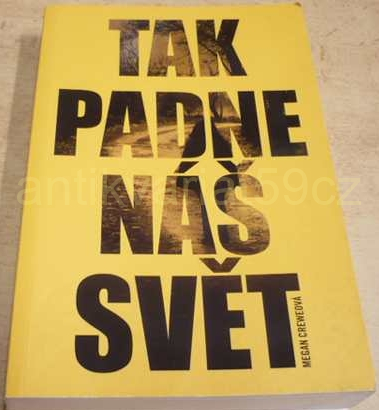 TAK
PADNE
NÁŠ
SVĚT
MEGAN CREWEOVÁ